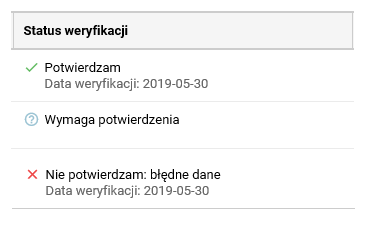 Status weryfikacji
Potwierdzam
Data weryfikacji: 2019-05-30
Wymaga potwierdzenia
Nie potwierdzam: błędne dane
Data weryfikacji: 2019-05-30